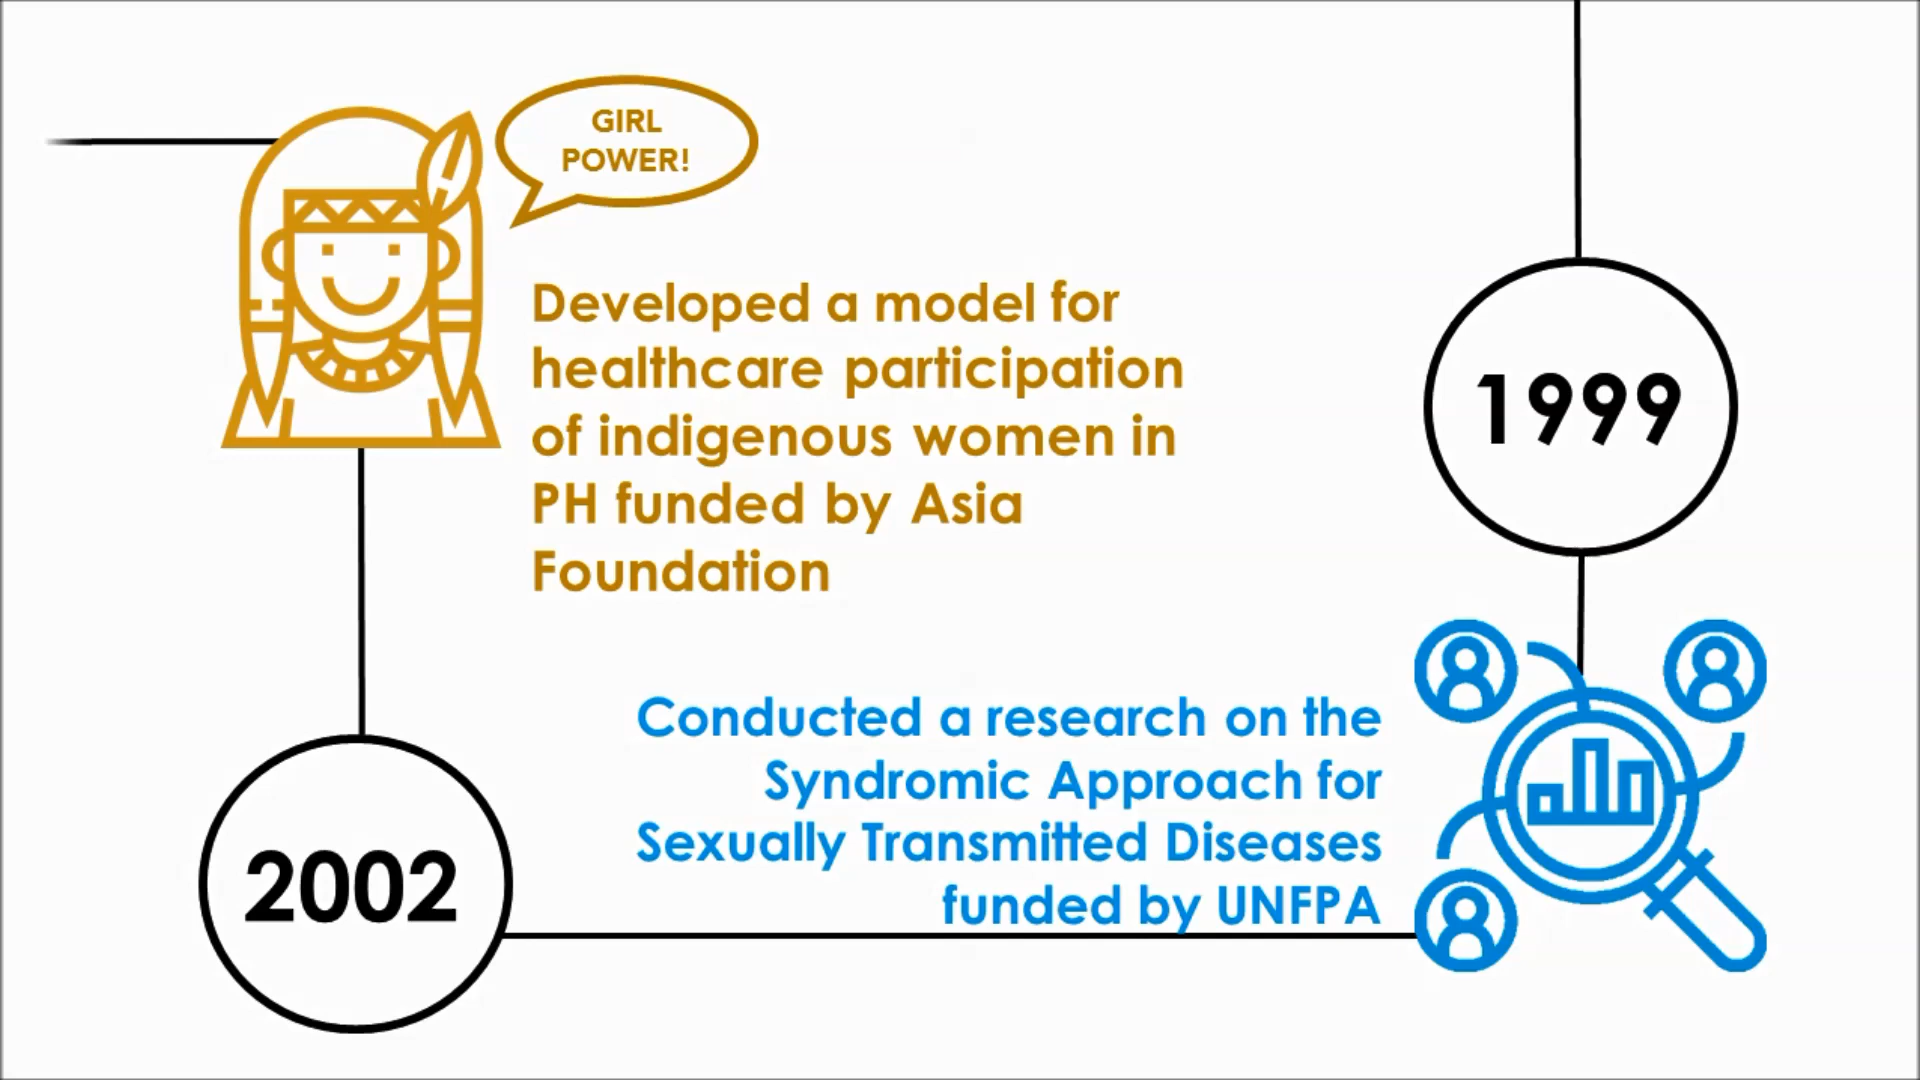 GIRL
POWER!
Developed a model for
healthcare participation
of indigenous women in
PH funded by Asia
Foundation
1999
Conducted a research on the
Syndromic Approach for
Sexually Transmitted Diseases
funded by UNFPA
2002